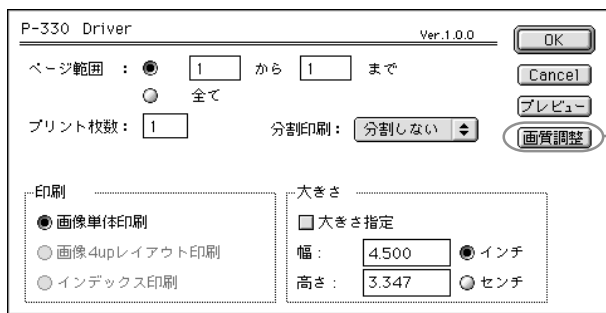 P-330 Driver
Ver.1.0.0
OK
ページ範囲 : 1 から 1 まで
Cancel
全て
プレビュー
プリント枚数： 1
分割印刷： 分割しない
画質調整
印刷
画像単体印刷
画像4upレイアウト印刷
インデックス印刷
大きさ
大きさ指定
幅： 4.500 インチ
高さ： 3.347 センチ